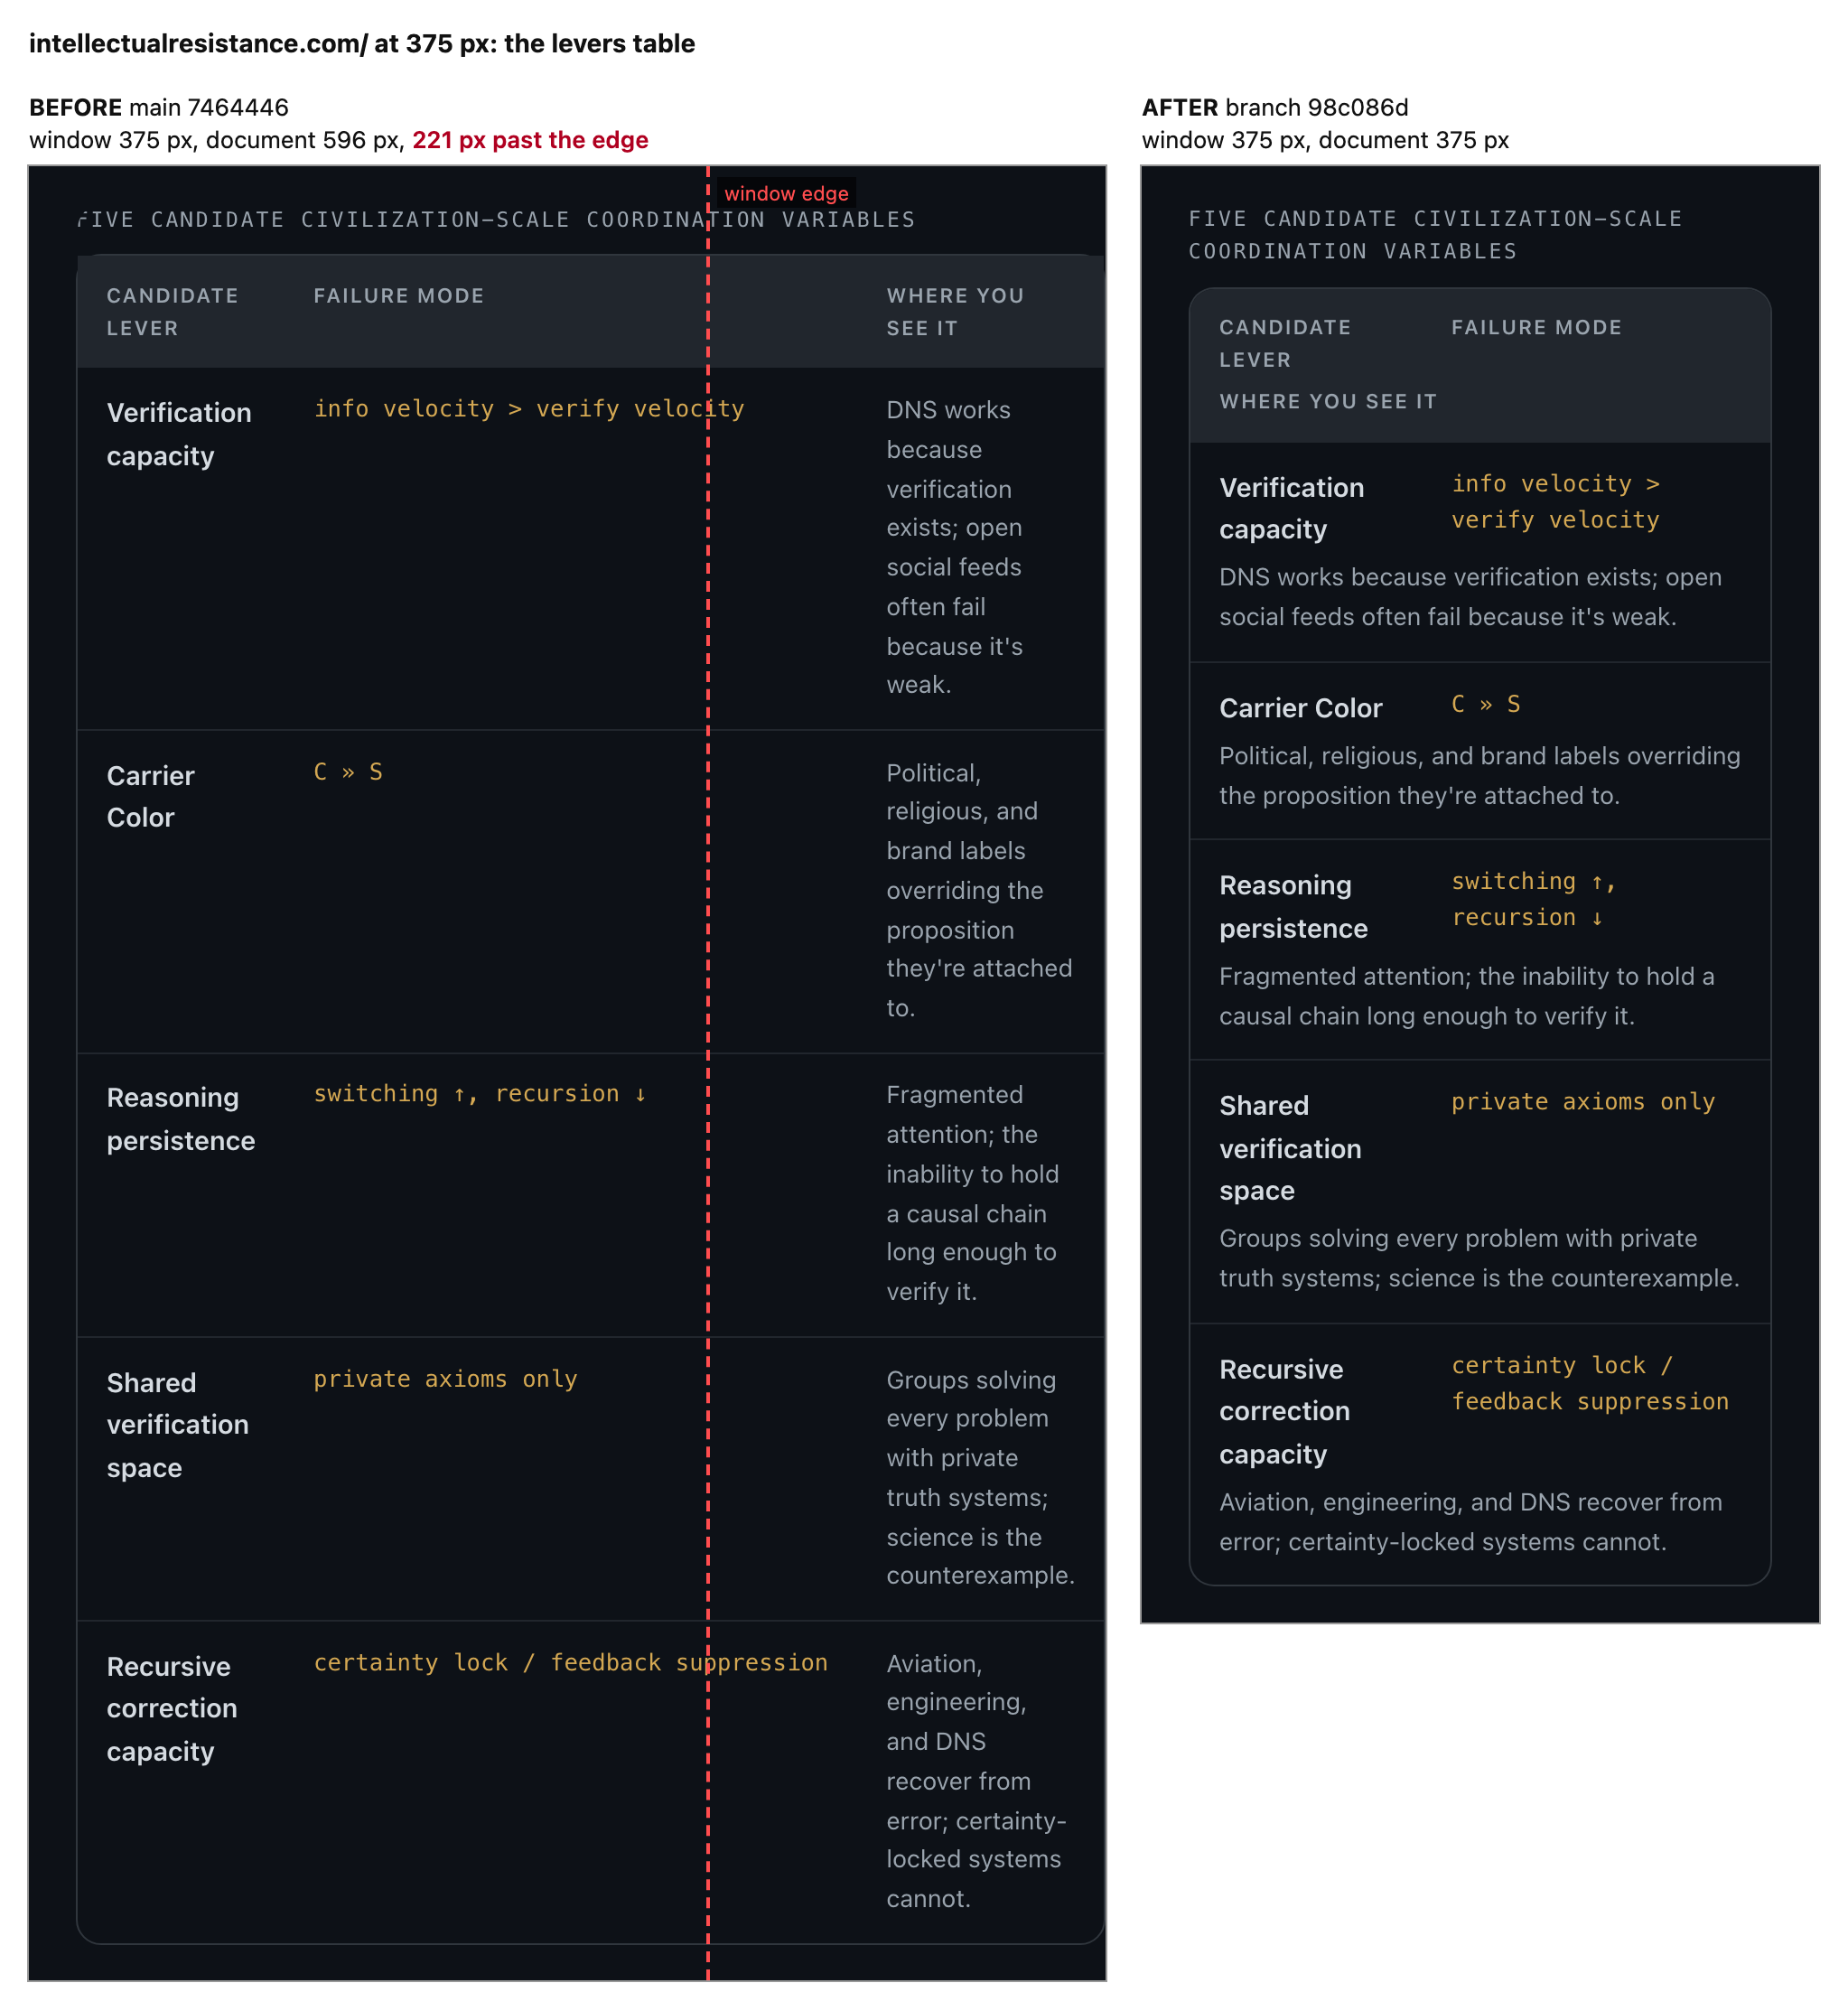 intellectualresistance.com/ at 375 px: the levers table
BEFORE main 7464446
window 375 px, document 596 px, 221 px past the edge
window edge
FIVE CANDIDATE CIVILIZATION-SCALE COORDINATION VARIABLES
CANDIDATE
LEVER
FAILURE MODE
WHERE YOU
SEE IT
Verification
capacity
info velocity > verify velocity
DNS works
because
verification
exists; open
social feeds
often fail
because it's
weak.
Carrier
Color
C » S
Political,
religious, and
brand labels
overriding the
proposition
they're attached
to.
Reasoning
persistence
switching ↑, recursion ↓
Fragmented
attention; the
inability to hold
a causal chain
long enough to
verify it.
Shared
verification
space
private axioms only
Groups solving
every problem
with private
truth systems;
science is the
counterexample.
Recursive
correction
capacity
certainty lock / feedback suppression
Aviation,
engineering,
and DNS
recover from
error; certainty-
locked systems
cannot.
AFTER branch 98c086d
window 375 px, document 375 px
FIVE CANDIDATE CIVILIZATION-SCALE
COORDINATION VARIABLES
CANDIDATE
LEVER
FAILURE MODE
WHERE YOU SEE IT
Verification
capacity
info velocity >
verify velocity
DNS works because verification exists; open
social feeds often fail because it's weak.
Carrier Color
C » S
Political, religious, and brand labels overriding
the proposition they're attached to.
Reasoning
persistence
switching ↑,
recursion ↓
Fragmented attention; the inability to hold a
causal chain long enough to verify it.
Shared
verification
space
private axioms only
Groups solving every problem with private
truth systems; science is the counterexample.
Recursive
correction
capacity
certainty lock /
feedback suppression
Aviation, engineering, and DNS recover from
error; certainty-locked systems cannot.